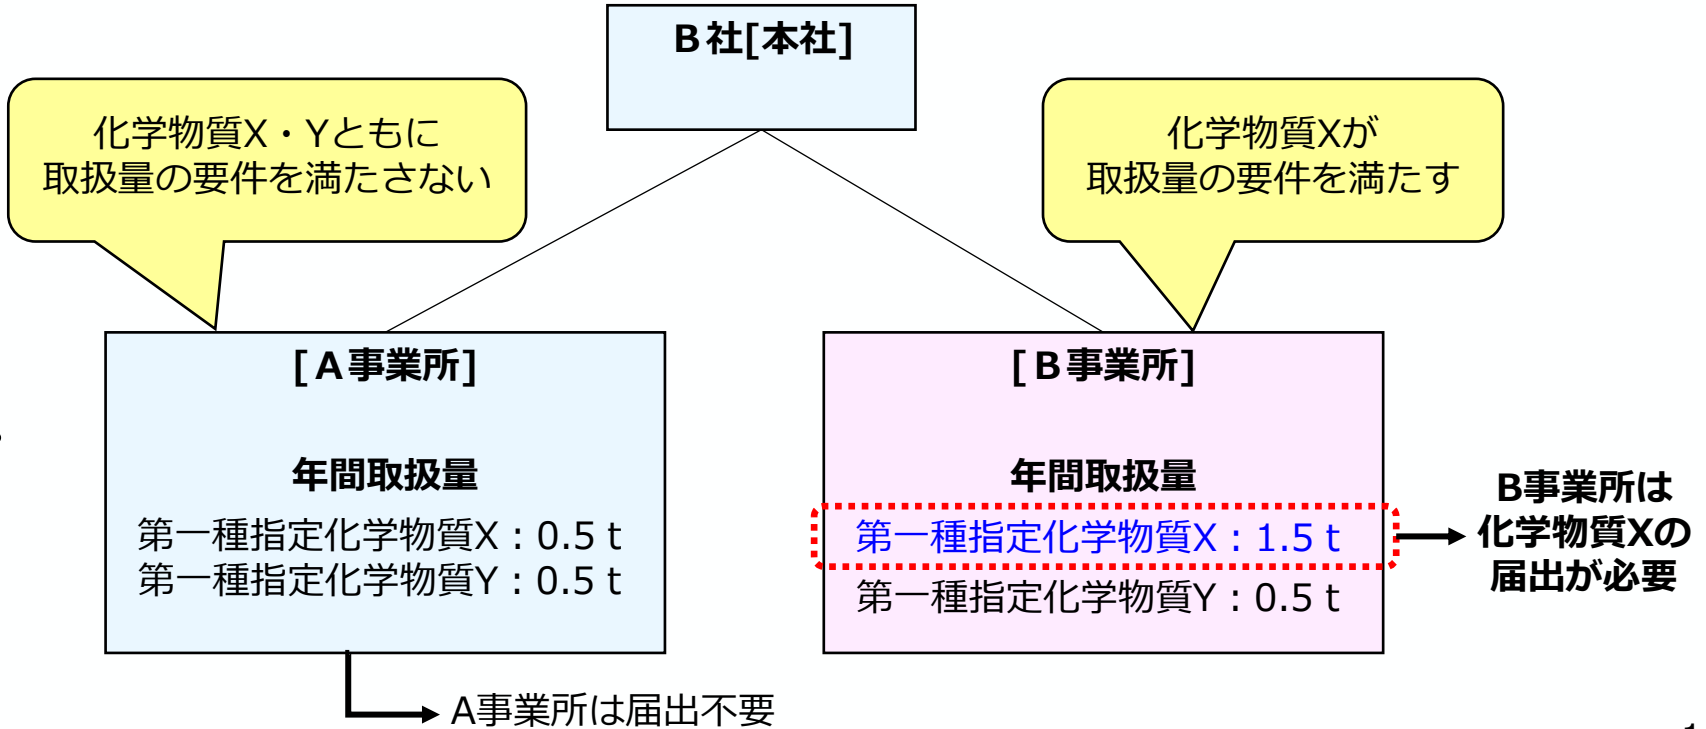 B社[本社]
化学物質X・Yともに
取扱量の要件を満たさない
化学物質Xが
取扱量の要件を満たす
[A事業所]
年間取扱量
第一種指定化学物質X:0.5 t
第一種指定化学物質Y:0.5 t
[B事業所]
年間取扱量
第一種指定化学物質X:1.5 t
第一種指定化学物質Y:0.5 t
B事業所は
化学物質Xの
届出が必要
A事業所は届出不要